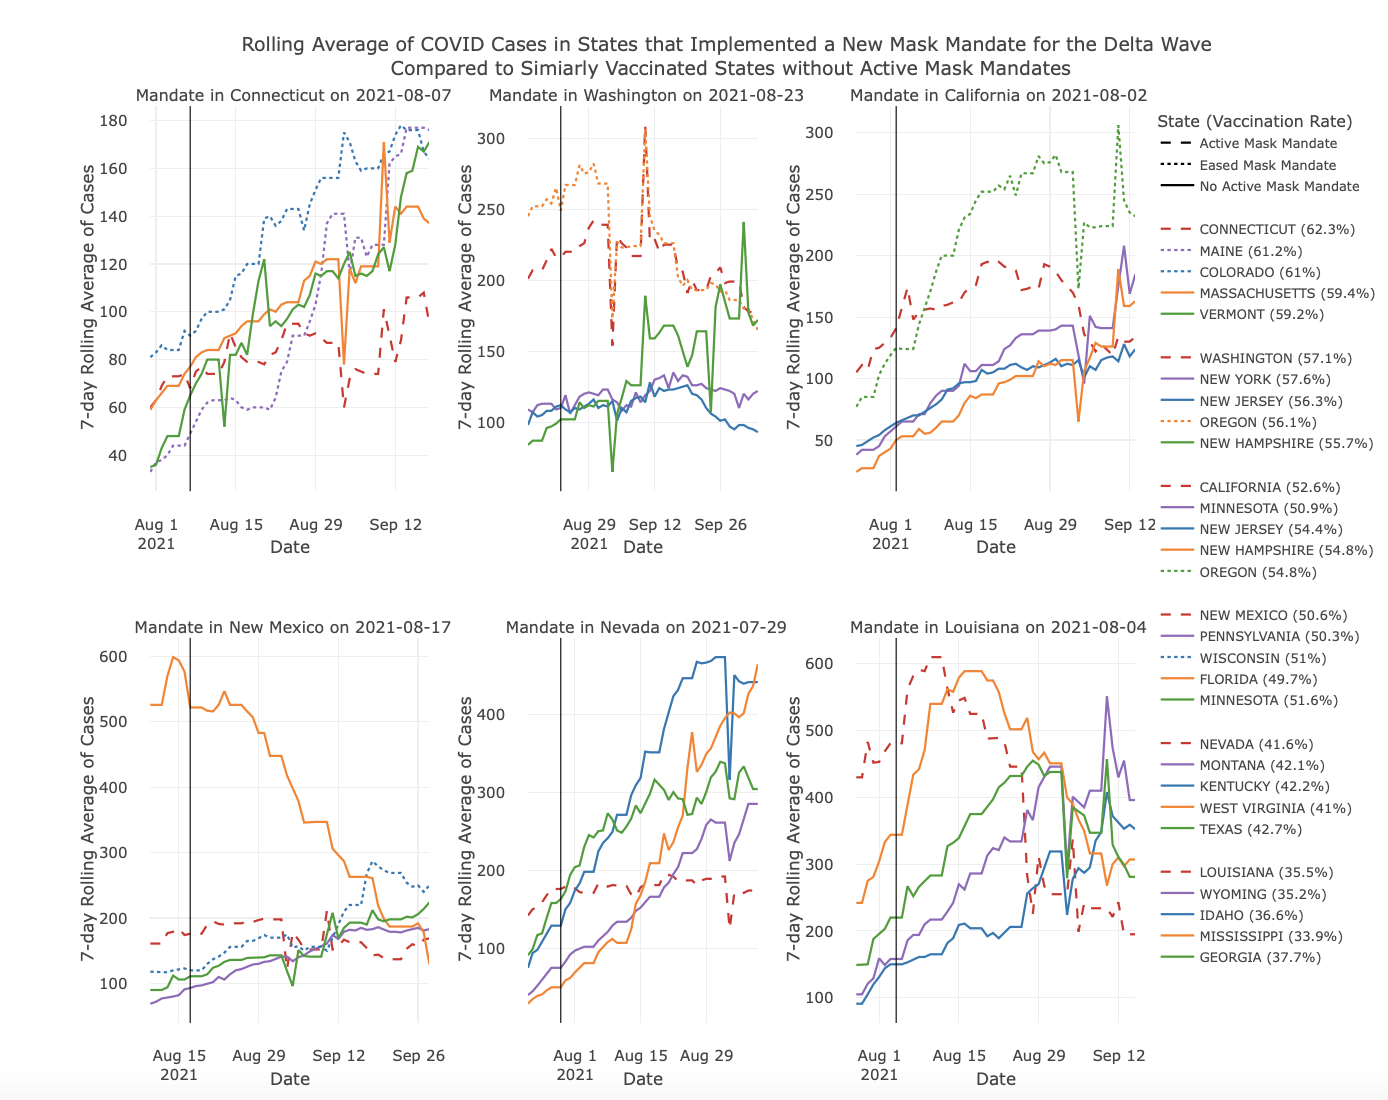 Rolling Average of COVID Cases in States that Implemented a New Mask Mandate for the Delta Wave
Compared to Simiarly Vaccinated States without Active Mask Mandates
Mandate in Connecticut on 2021-08-07
180
160
140
120
100
80
60
40
7-day Rolling Average of Cases
Aug 1
2021
Aug 15
Aug 29
Sep 12
Date
Mandate in Washington on 2021-08-23
300
250
200
150
100
7-day Rolling Average of Cases
Aug 29
2021
Sep 12
Sep 26
Date
Mandate in California on 2021-08-02
300
250
200
150
100
50
7-day Rolling Average of Cases
Aug 1
2021
Aug 15
Aug 29
Sep 12
Date
Mandate in New Mexico on 2021-08-17
600
500
400
300
200
100
7-day Rolling Average of Cases
Aug 15
2021
Aug 29
Sep 12
Sep 26
Date
Mandate in Nevada on 2021-07-29
400
300
200
100
7-day Rolling Average of Cases
Aug 1
2021
Aug 15
Aug 29
Date
Mandate in Louisiana on 2021-08-04
600
500
400
300
200
100
7-day Rolling Average of Cases
Aug 1
2021
Aug 15
Aug 29
Sep 12
Date
State (Vaccination Rate)
Active Mask Mandate
Eased Mask Mandate
No Active Mask Mandate
CONNECTICUT (62.3%)
MAINE (61.2%)
COLORADO (61%)
MASSACHUSETTS (59.4%)
VERMONT (59.2%)
WASHINGTON (57.1%)
NEW YORK (57.6%)
NEW JERSEY (56.3%)
OREGON (56.1%)
NEW HAMPSHIRE (55.7%)
CALIFORNIA (52.6%)
MINNESOTA (50.9%)
NEW JERSEY (54.4%)
NEW HAMPSHIRE (54.8%)
OREGON (54.8%)
NEW MEXICO (50.6%)
PENNSYLVANIA (50.3%)
WISCONSIN (51%)
FLORIDA (49.7%)
MINNESOTA (51.6%)
NEVADA (41.6%)
MONTANA (42.1%)
KENTUCKY (42.2%)
WEST VIRGINIA (41%)
TEXAS (42.7%)
LOUISIANA (35.5%)
WYOMING (35.2%)
IDAHO (36.6%)
MISSISSIPPI (33.9%)
GEORGIA (37.7%)